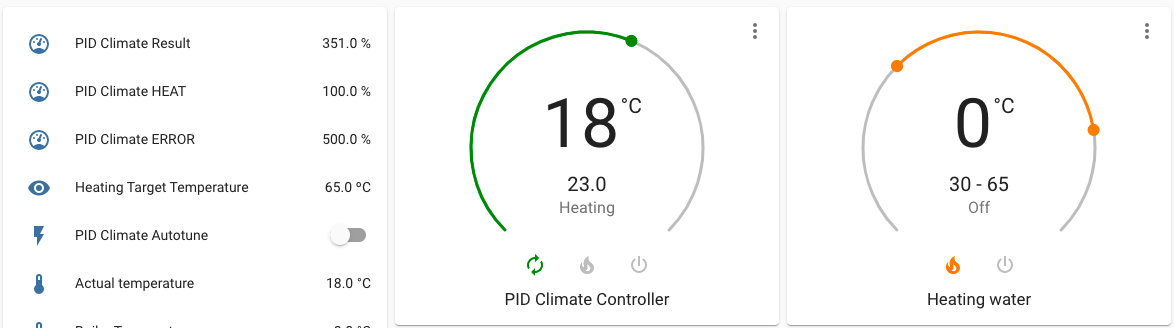 PID Climate Result 351.0 %
PID Climate HEAT 100.0 %
PID Climate ERROR 500.0 %
Heating Target Temperature 65.0 ºC
PID Climate Autotune
Actual temperature 18.0 °C
18 °C
23.0
Heating
PID Climate Controller
0 °C
30 - 65
Off
Heating water